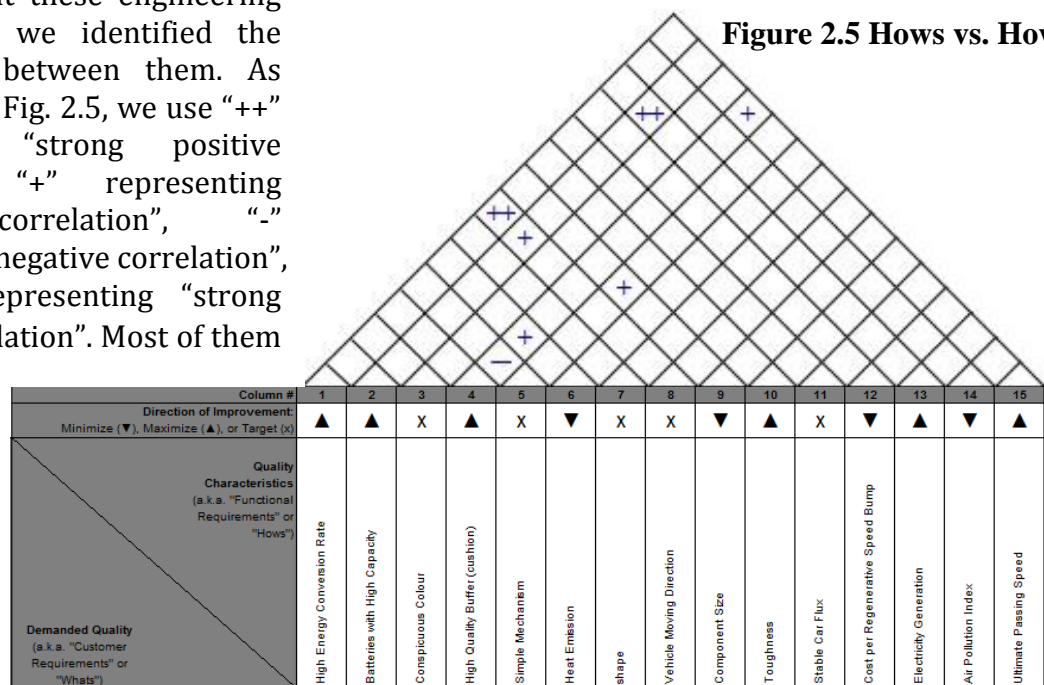 t these engineering
we identified the
between them. As
Fig. 2.5, we use “++”
“strong positive
“+” representing
correlation”, “-”
negative correlation”,
epresenting “strong
lation”. Most of them
Figure 2.5 Hows vs. How
++ +
++
+
+
+
—
Column # 1 2 3 4 5 6 7 8 9 10 11 12 13 14 15
Direction of Improvement:
Minimize (▼), Maximize (▲), or Target (x) ▲ ▲ X ▲ X ▼ X X ▼ ▲ X ▼ ▲ ▼ ▲
Quality
Characteristics
(a.k.a. "Functional
Requirements" or
"Hows")
Demanded Quality
(a.k.a. "Customer
Requirements" or
"Whats")
High Energy Conversion Rate
Batteries with High Capacity
Conspicuous Colour
High Quality Buffer (cushion)
Simple Mechanism
Heat Emission
shape
Vehicle Moving Direction
Component Size
Toughness
Stable Car Flux
Cost per Regenerative Speed Bump
Electricity Generation
Air Pollution Index
Ultimate Passing Speed